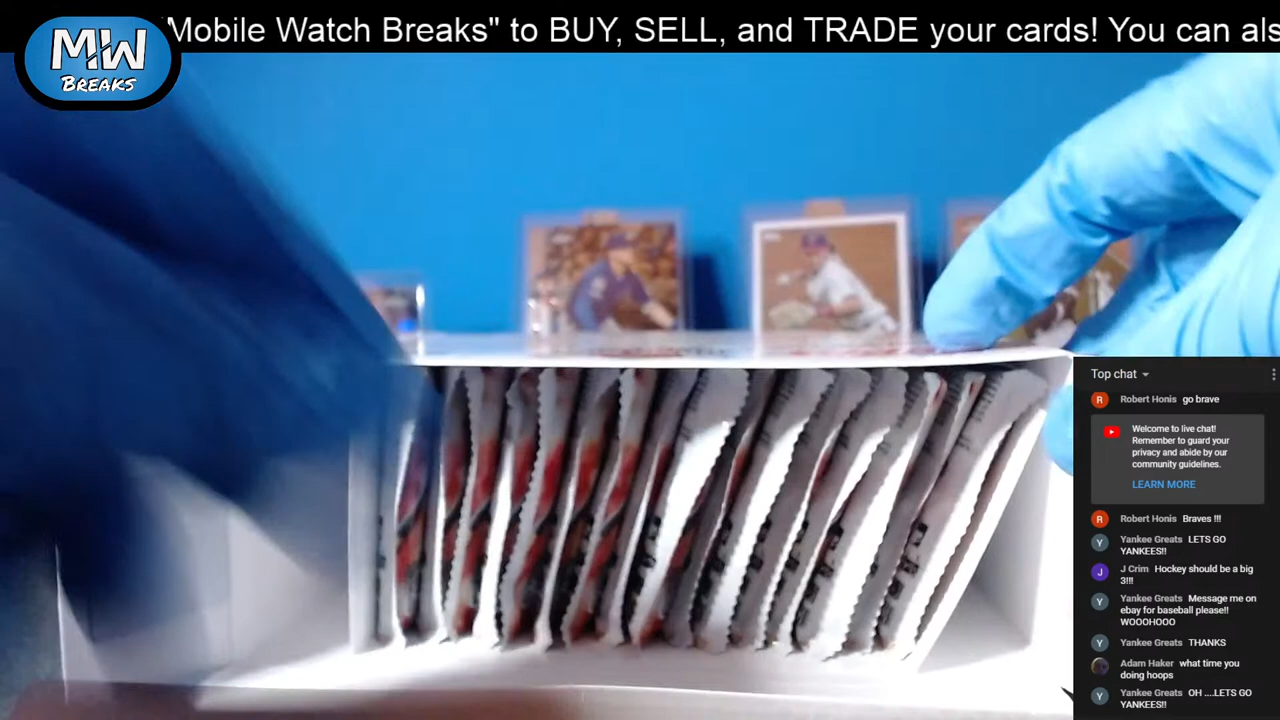 "Mobile Watch Breaks" to BUY, SELL, and TRADE your cards! You can als
MW
BREAKS
Top chat
R Robert Honis go brave
Welcome to live chat!
Remember to guard your
privacy and abide by our
community guidelines.
LEARN MORE
R Robert Honis Braves !!!
Y Yankee Greats LETS GO
YANKEES!!
J J Crim Hockey should be a big
3!!!
Y Yankee Greats Message me on
ebay for baseball please!!
WOOOHOOO
Y Yankee Greats THANKS
Adam Haker what time you
doing hoops
Y Yankee Greats OH ....LETS GO
YANKEES!!